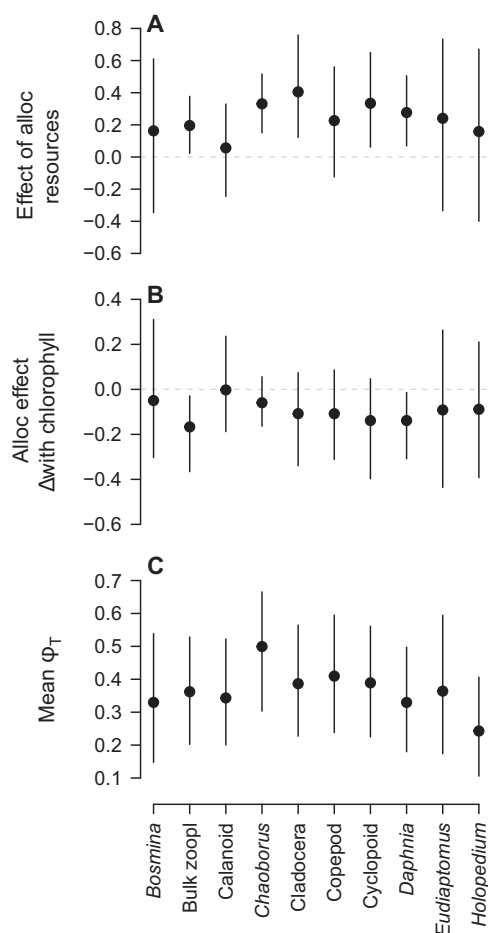 A
0.8
0.6
0.4
0.2
0.0
−0.2
−0.4
−0.6
Effect of alloc
resources
B
0.4
0.2
0.0
−0.2
−0.4
−0.6
Alloc effect
Δwith chlorophyll
C
0.7
0.6
0.5
0.4
0.3
0.2
0.1
Mean φT
Bosmina
Bulk zoopl
Calanoid
Chaoborus
Cladocera
Copepod
Cyclopoid
Daphnia
Eudiaptomus
Holopedium